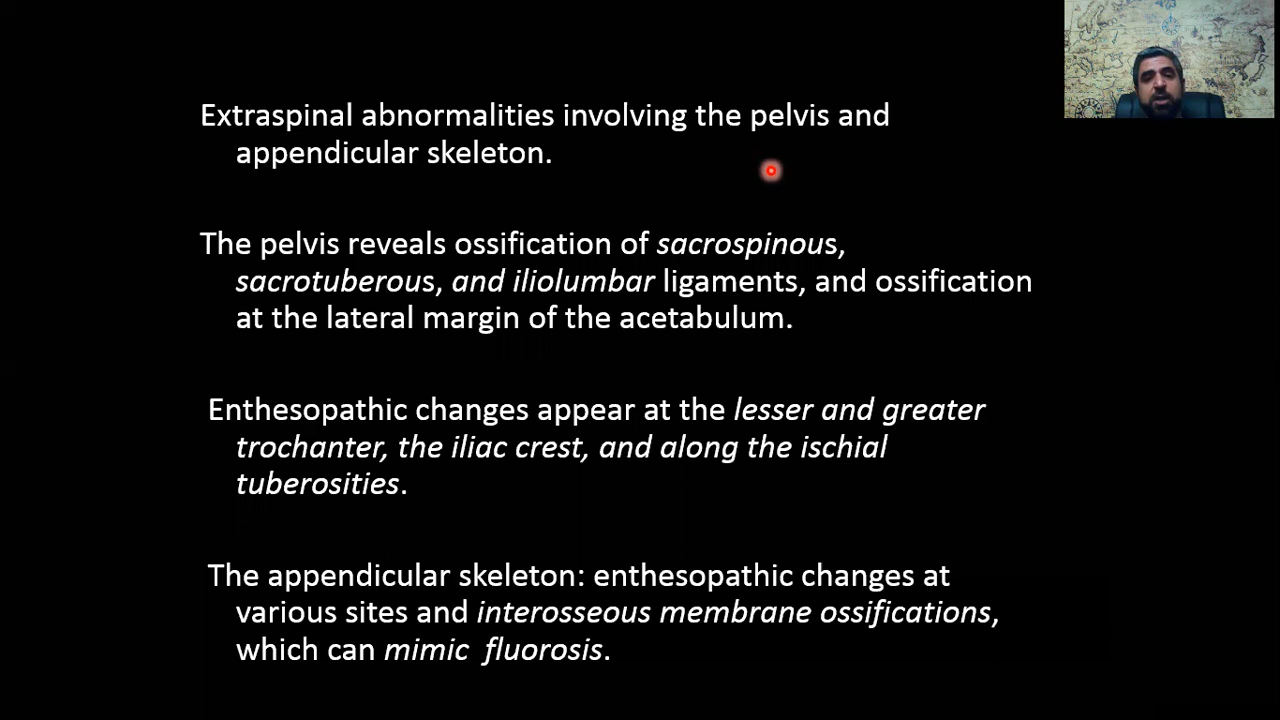 Extraspinal abnormalities involving the pelvis and
appendicular skeleton.
The pelvis reveals ossification of sacrospinous,
sacrotuberous, and iliolumbar ligaments, and ossification
at the lateral margin of the acetabulum.
Enthesopathic changes appear at the lesser and greater
trochanter, the iliac crest, and along the ischial
tuberosities.
The appendicular skeleton: enthesopathic changes at
various sites and interosseous membrane ossifications,
which can mimic  fluorosis.